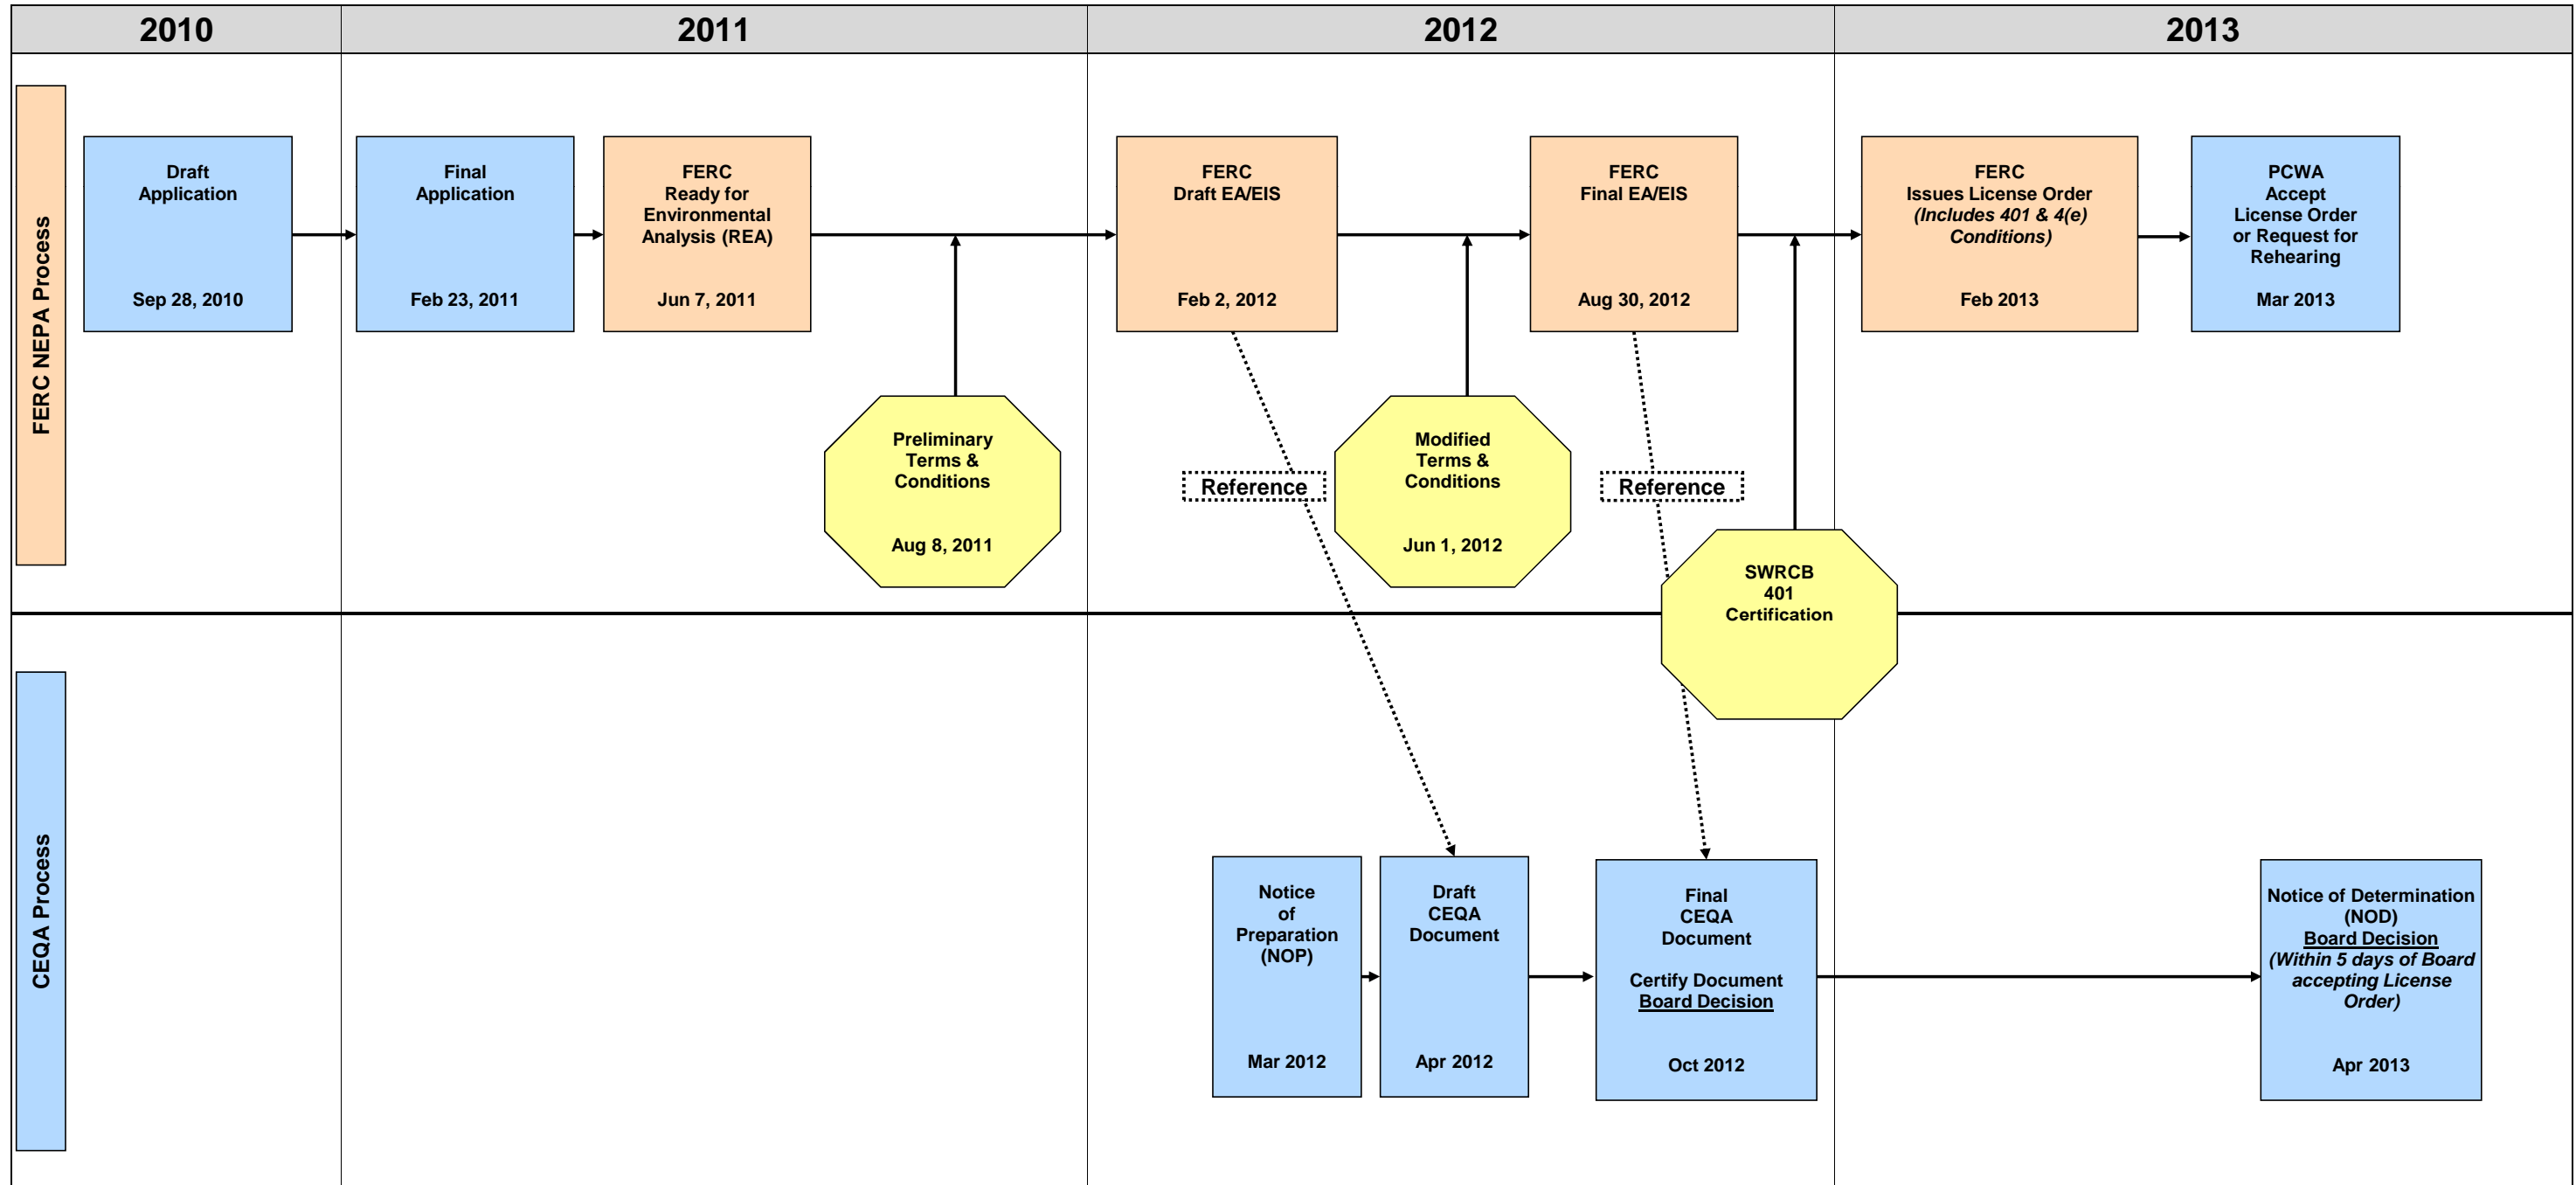 2010
2011
2012
2013
FERC NEPA Process
Draft
Application
Sep 28, 2010
Final
Application
Feb 23, 2011
FERC
Ready for
Environmental
Analysis (REA)
Jun 7, 2011
FERC
Draft EA/EIS
Feb 2, 2012
FERC
Final EA/EIS
Aug 30, 2012
FERC
Issues License Order
(Includes 401 & 4(e)
Conditions)
Feb 2013
PCWA
Accept
License Order
or Request for
Rehearing
Mar 2013
Preliminary
Terms &
Conditions
Aug 8, 2011
Reference
Modified
Terms &
Conditions
Jun 1, 2012
Reference
SWRCB
401
Certification
CEQA Process
Notice
of
Preparation
(NOP)
Mar 2012
Draft
CEQA
Document
Apr 2012
Final
CEQA
Document
Certify Document
Board Decision
Oct 2012
Notice of Determination
(NOD)
Board Decision
(Within 5 days of Board
accepting License
Order)
Apr 2013